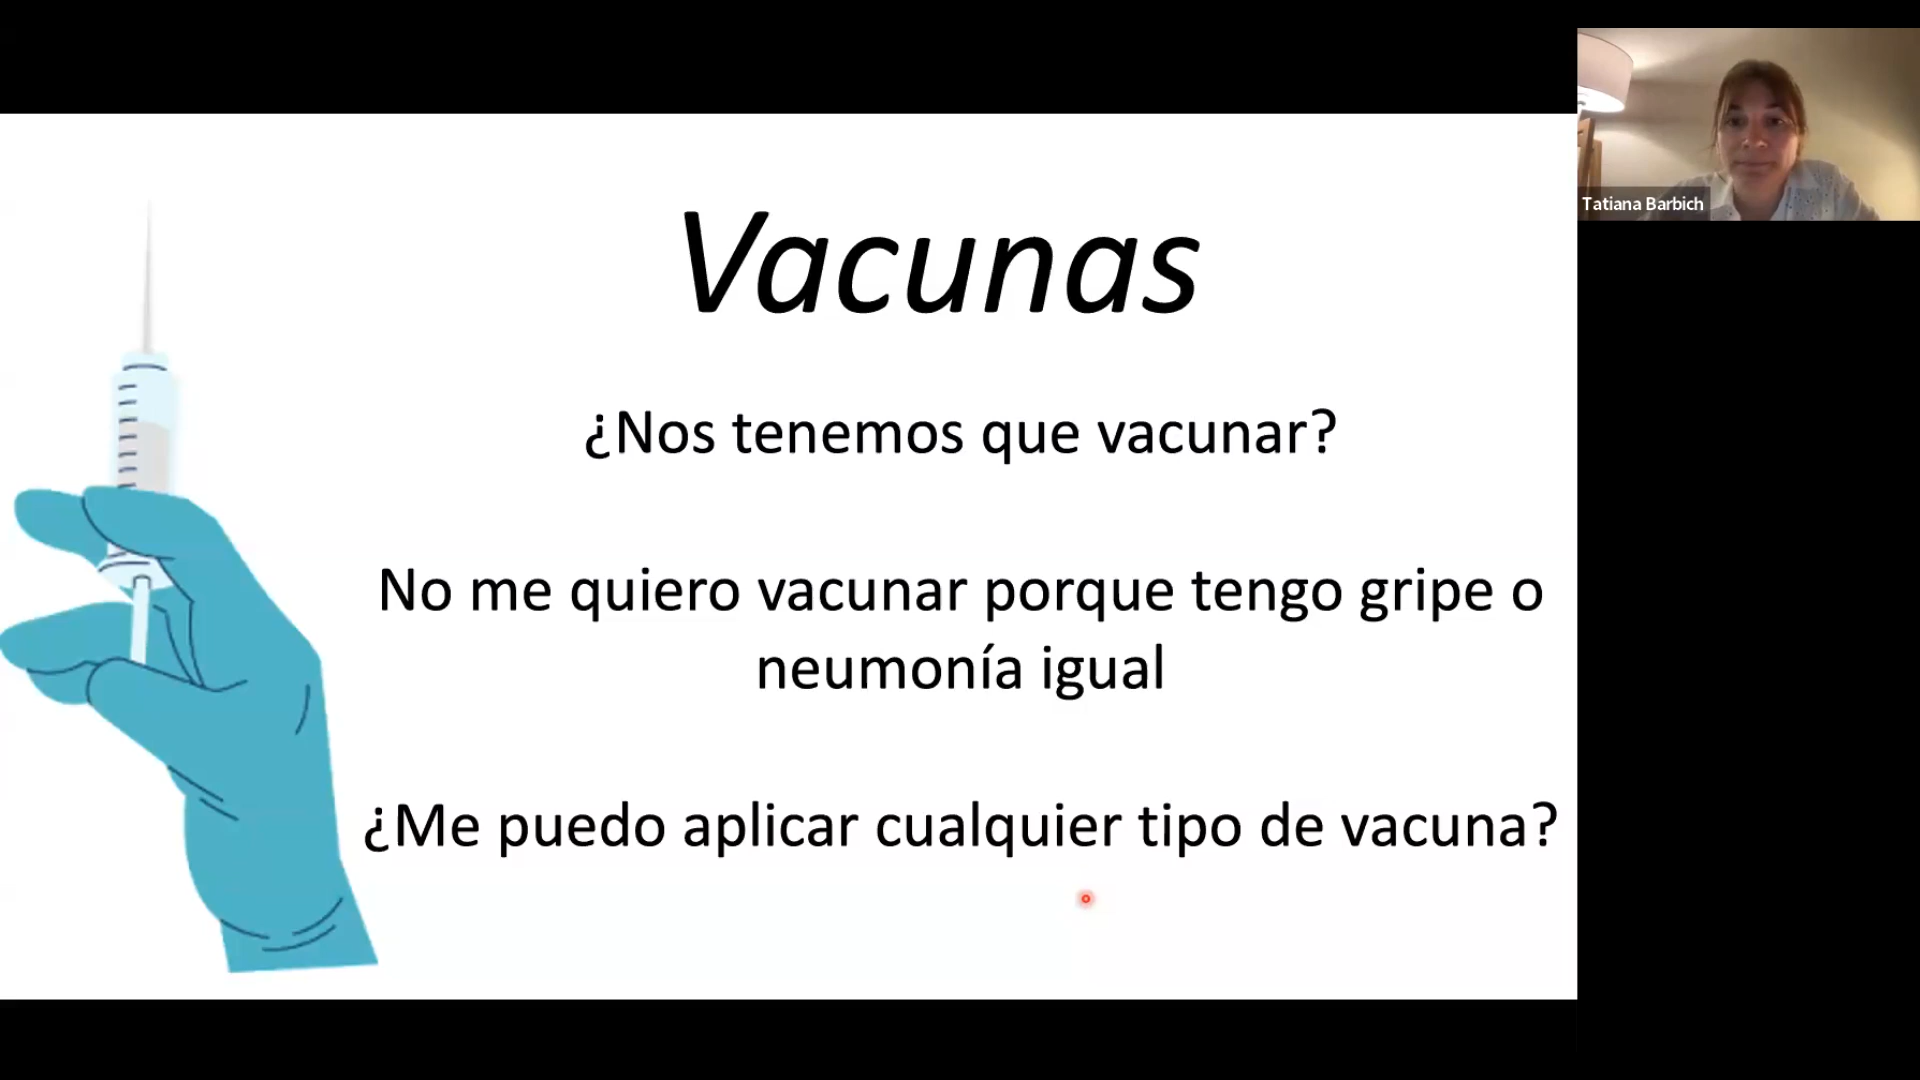 Vacunas
¿Nos tenemos que vacunar?
No me quiero vacunar porque tengo gripe o
neumonía igual
¿Me puedo aplicar cualquier tipo de vacuna?
Tatiana Barbich